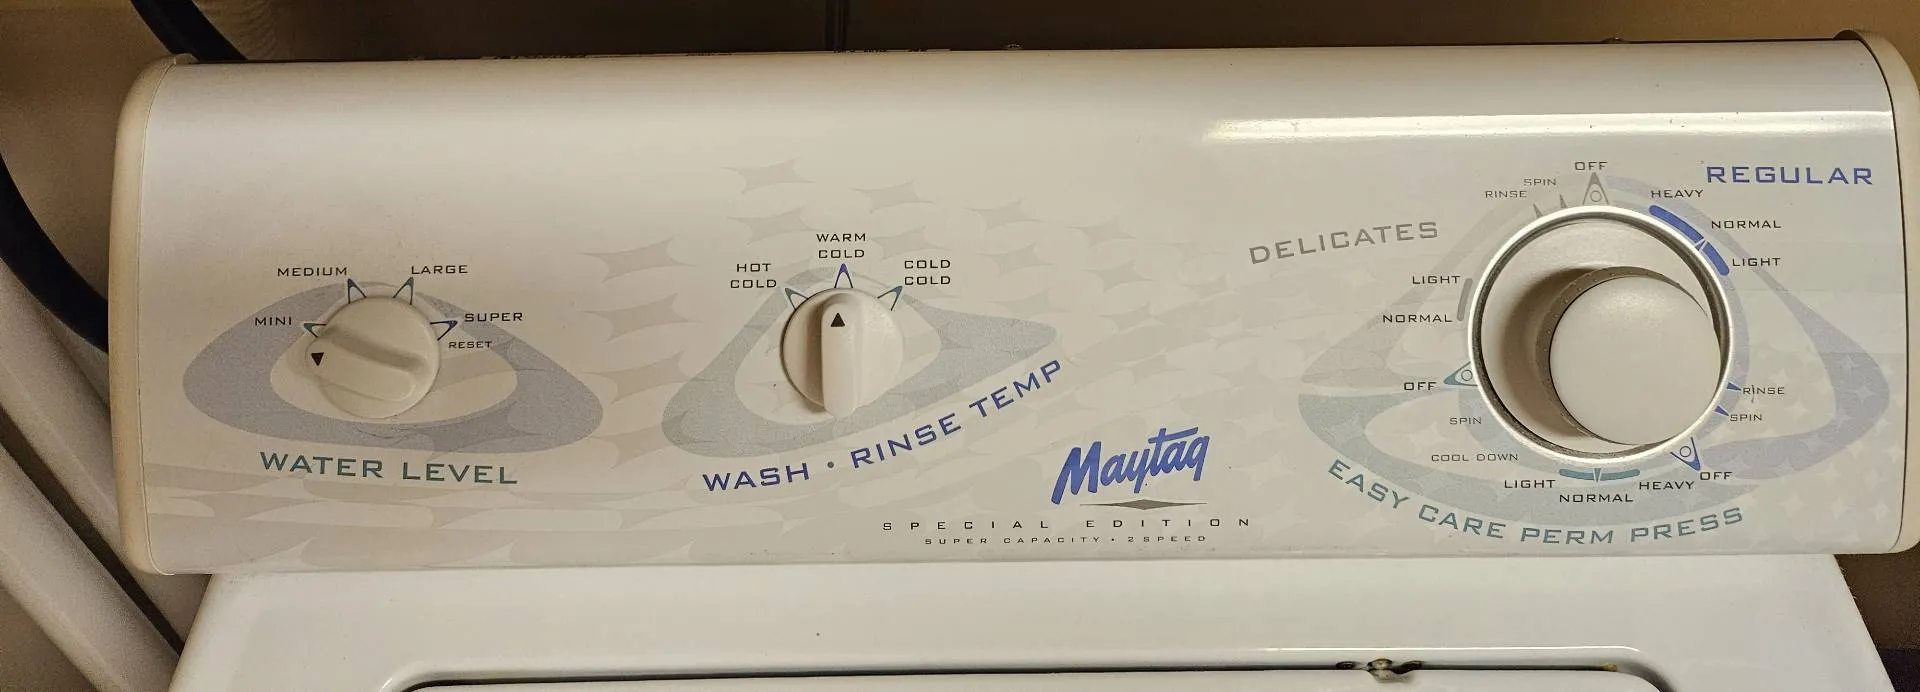 MEDIUM
LARGE
MINI
SUPER
RESET
WATER LEVEL
HOT
COLD
WARM
COLD
COLD
COLD
WASH • RINSE TEMP
Maytag
SPECIAL EDITION
SUPER CAPACITY • 2 SPEED
OFF
REGULAR
HEAVY
NORMAL
LIGHT
RINSE
SPIN
OFF
EASY CARE PERM PRESS
HEAVY
NORMAL
LIGHT
COOL DOWN
SPIN
OFF
DELICATES
NORMAL
LIGHT
RINSE
SPIN